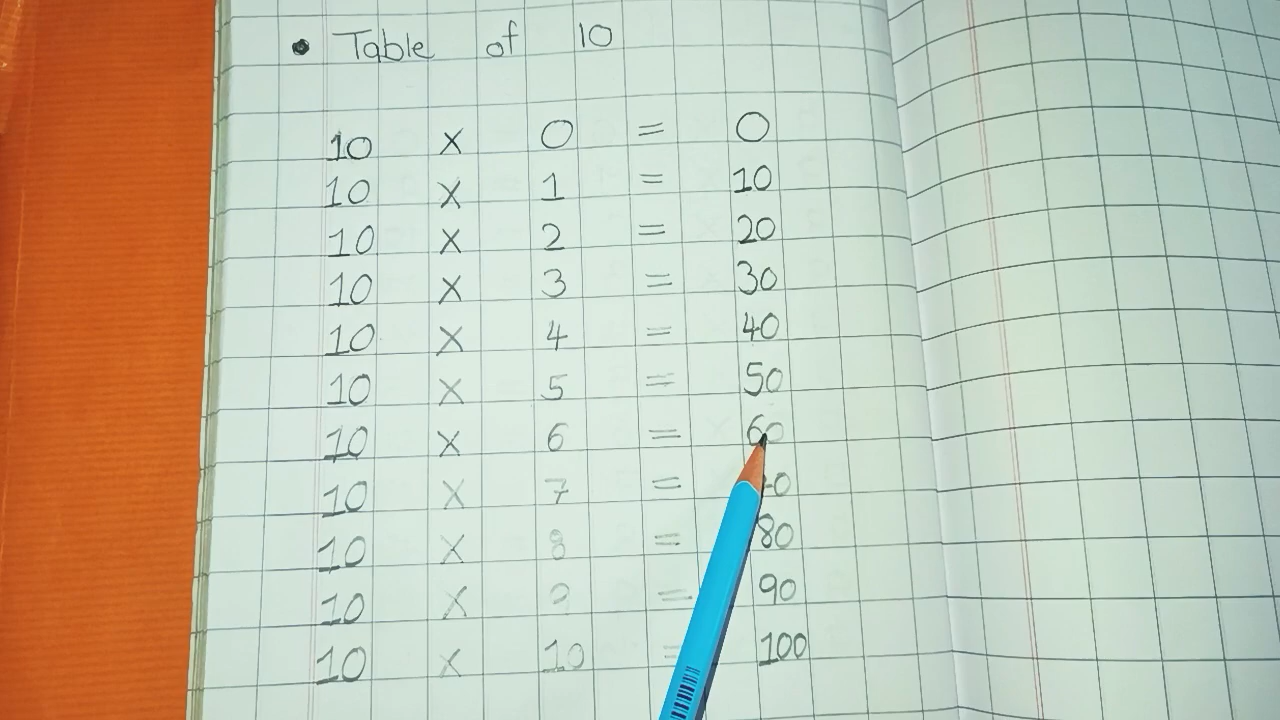 • Table of 10
10 × 0 = 0
10 × 1 = 10
10 × 2 = 20
10 × 3 = 30
10 × 4 = 40
10 × 5 = 50
10 × 6 = 60
10 × 7 = 0
10 × 8 = 80
10 × 9 = 90
10 × 10 = 100